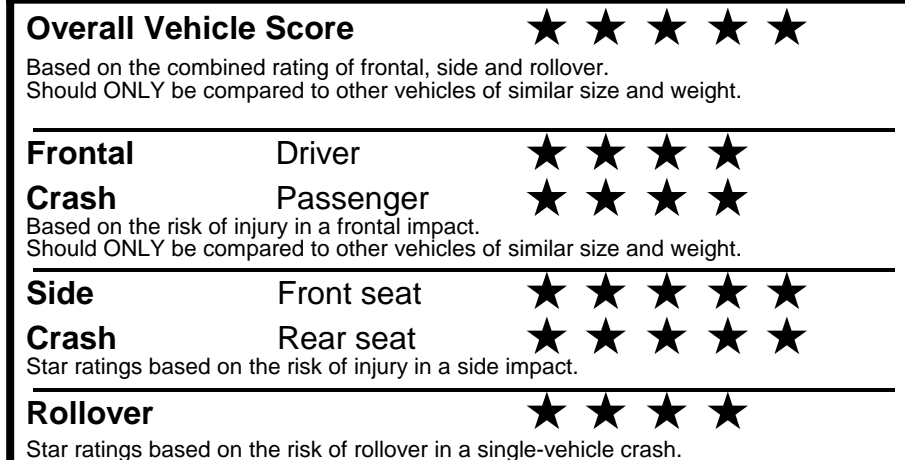 Overall Vehicle Score ★ ★ ★ ★ ★
Based on the combined rating of frontal, side and rollover.
Should ONLY be compared to other vehicles of similar size and weight.
Frontal Driver ★ ★ ★ ★
Crash Passenger ★ ★ ★ ★
Based on the risk of injury in a frontal impact.
Should ONLY be compared to other vehicles of similar size and weight.
Side Front seat ★ ★ ★ ★ ★
Crash Rear seat ★ ★ ★ ★ ★
Star ratings based on the risk of injury in a side impact.
Rollover ★ ★ ★ ★
Star ratings based on the risk of rollover in a single-vehicle crash.